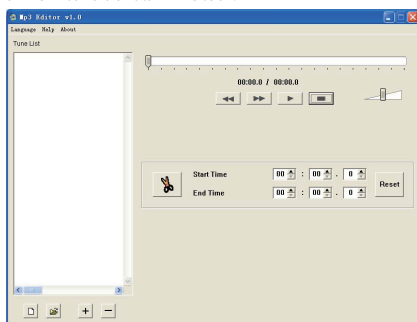 Mp3 Editor v1.0
Language Help About
Tune List
00:00.0 / 00:00.0
Start Time 00 : 00 . 0
End Time 00 : 00 . 0
Reset